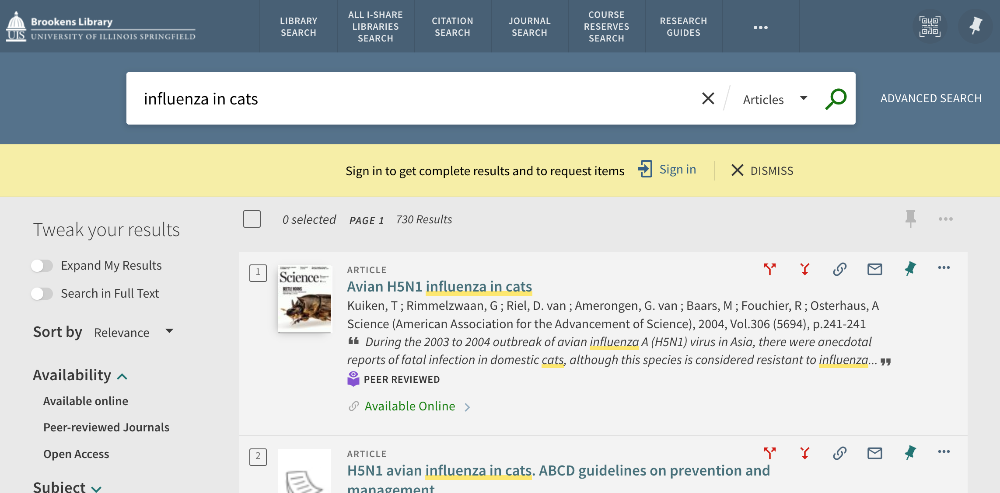 Brookens Library
UIS UNIVERSITY OF ILLINOIS SPRINGFIELD
LIBRARY SEARCH
ALL I-SHARE LIBRARIES SEARCH
CITATION SEARCH
JOURNAL SEARCH
COURSE RESERVES SEARCH
RESEARCH GUIDES
influenza in cats
Articles
ADVANCED SEARCH
Sign in to get complete results and to request items
Sign in
DISMISS
Tweak your results
Expand My Results
Search in Full Text
Sort by Relevance
Availability
Available online
Peer-reviewed Journals
Open Access
Subject
0 selected PAGE 1 730 Results
1
Science
BEETLE HORNS
ARTICLE
Avian H5N1 influenza in cats
Kuiken, T ; Rimmelzwaan, G ; Riel, D. van ; Amerongen, G. van ; Baars, M ; Fouchier, R ; Osterhaus, A
Science (American Association for the Advancement of Science), 2004, Vol.306 (5694), p.241-241
❝ During the 2003 to 2004 outbreak of avian influenza A (H5N1) virus in Asia, there were anecdotal
reports of fatal infection in domestic cats, although this species is considered resistant to influenza... ❞
PEER REVIEWED
Available Online
2
ARTICLE
H5N1 avian influenza in cats. ABCD guidelines on prevention and
management